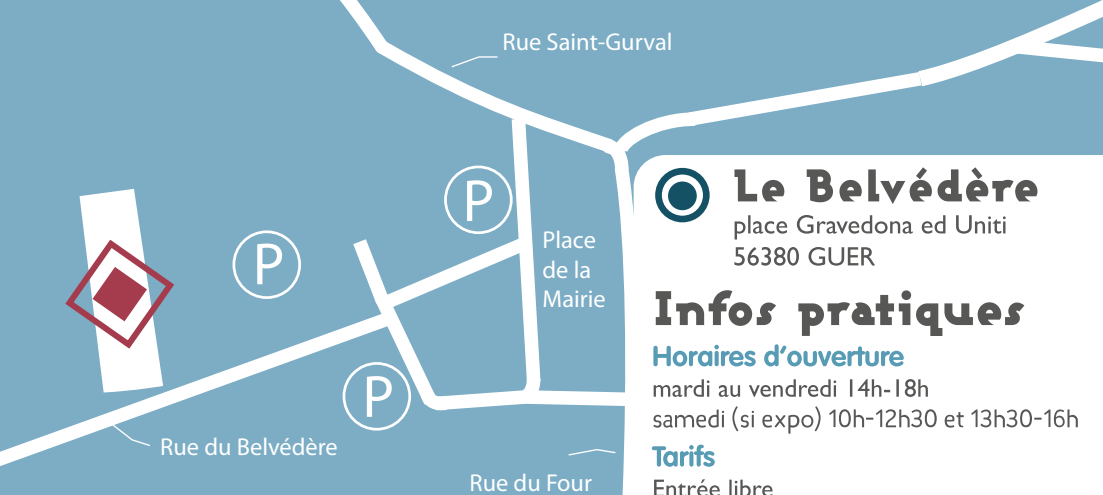 Rue Saint-Gurval
P
P
Place
de la
Mairie
P
Rue du Belvédère
Rue du Four
Le Belvédère
place Gravedona ed Uniti
56380 GUER
Infos pratiques
Horaires d'ouverture
mardi au vendredi 14h-18h
samedi (si expo) 10h-12h30 et 13h30-16h
Tarifs
Entrée libre